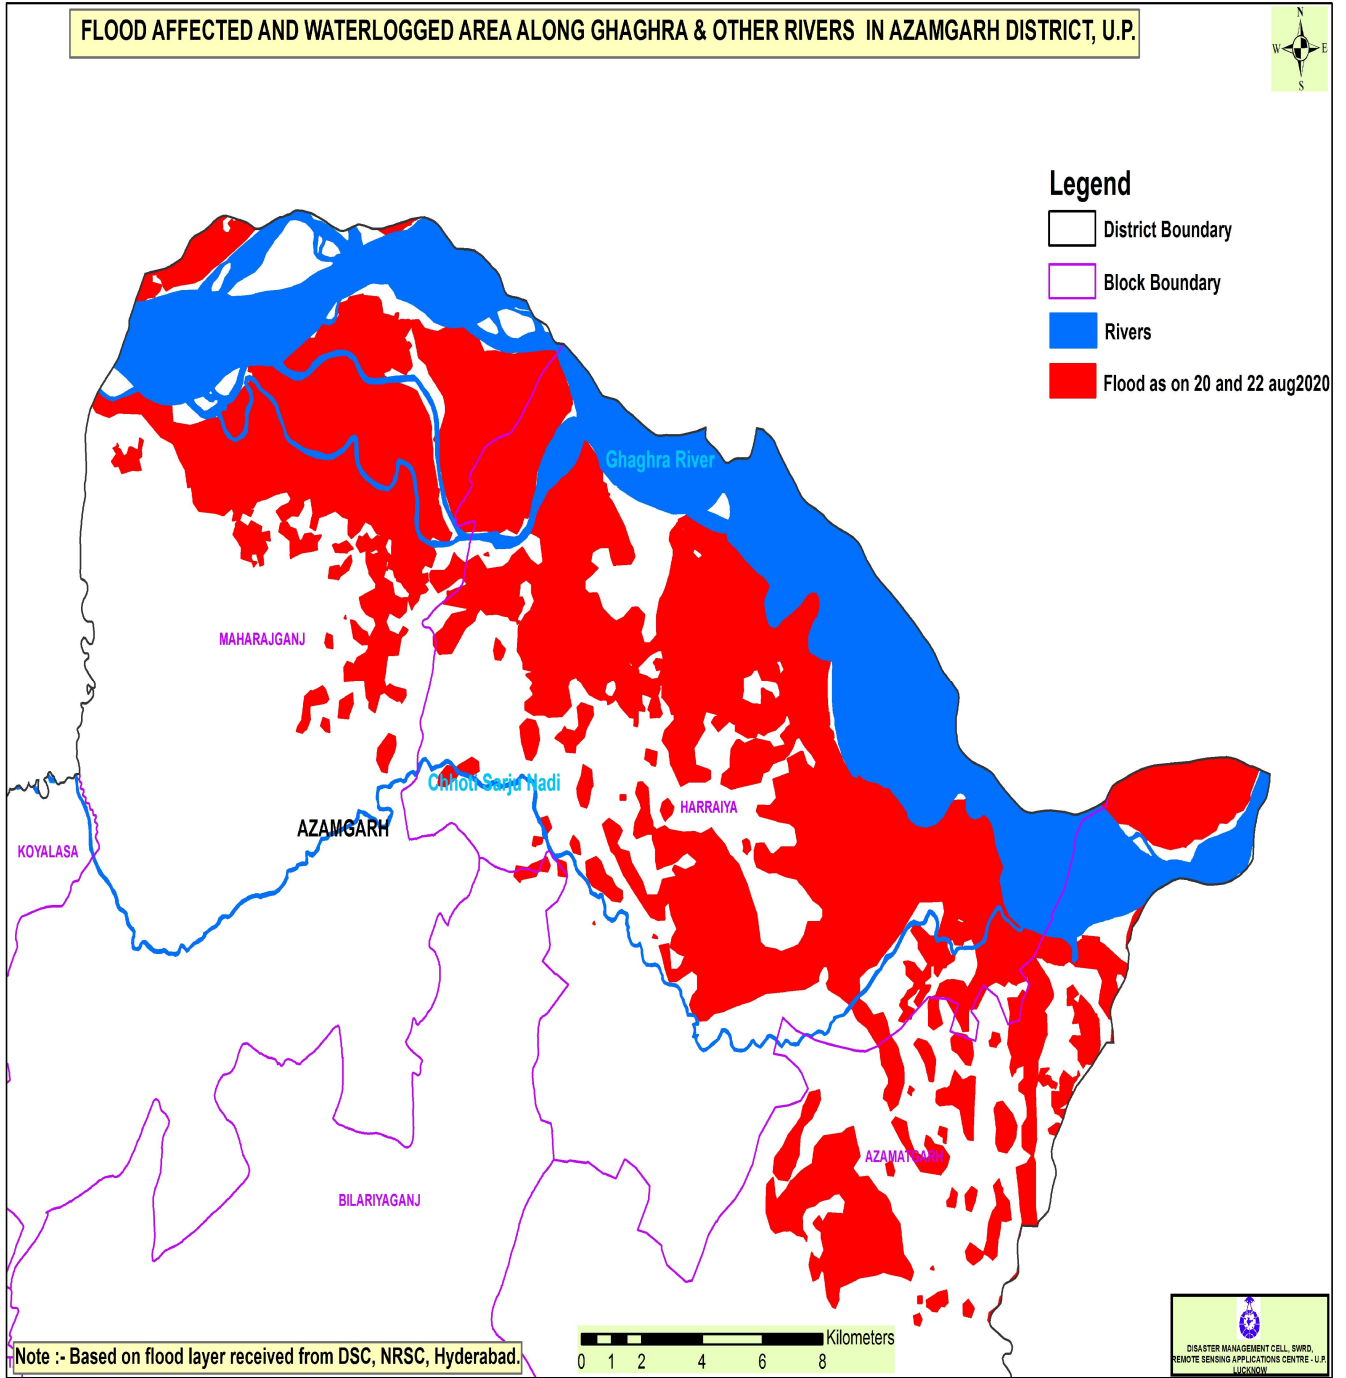 FLOOD AFFECTED AND WATERLOGGED AREA ALONG GHAGHRA & OTHER RIVERS IN AZAMGARH DISTRICT, U.P.
N
W E
S
Legend
District Boundary
Block Boundary
Rivers
Flood as on 20 and 22 aug2020
Ghaghra River
MAHARAJGANJ
Chhoti Sarju Nadi
HARRAIYA
AZAMGARH
KOYALASA
AZAMATGARH
BILARIYAGANJ
Kilometers
0 1 2 4 6 8
Note :- Based on flood layer received from DSC, NRSC, Hyderabad.
DISASTER MANAGEMENT CELL, SWRD,
REMOTE SENSING APPLICATIONS CENTRE - U.P.
LUCKNOW